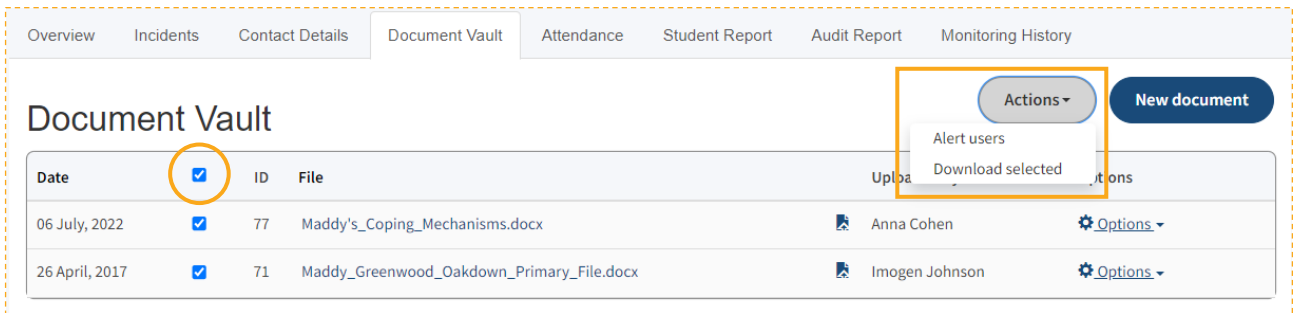 Overview Incidents Contact Details Document Vault Attendance Student Report Audit Report Monitoring History
Actions New document
Document Vault
Alert users
Download selected
Date ID File
06 July, 2022 77 Maddy's_Coping_Mechanisms.docx Anna Cohen Options
26 April, 2017 71 Maddy_Greenwood_Oakdown_Primary_File.docx Imogen Johnson Options